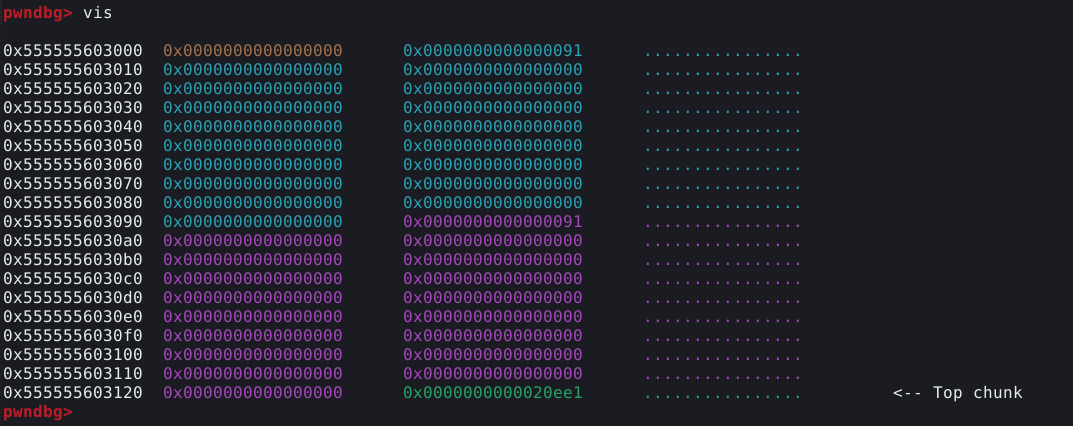 pwndbg> vis
0x555555603000 0x0000000000000000 0x0000000000000091 ................
0x555555603010 0x0000000000000000 0x0000000000000000 ................
0x555555603020 0x0000000000000000 0x0000000000000000 ................
0x555555603030 0x0000000000000000 0x0000000000000000 ................
0x555555603040 0x0000000000000000 0x0000000000000000 ................
0x555555603050 0x0000000000000000 0x0000000000000000 ................
0x555555603060 0x0000000000000000 0x0000000000000000 ................
0x555555603070 0x0000000000000000 0x0000000000000000 ................
0x555555603080 0x0000000000000000 0x0000000000000000 ................
0x555555603090 0x0000000000000000 0x0000000000000091 ................
0x5555556030a0 0x0000000000000000 0x0000000000000000 ................
0x5555556030b0 0x0000000000000000 0x0000000000000000 ................
0x5555556030c0 0x0000000000000000 0x0000000000000000 ................
0x5555556030d0 0x0000000000000000 0x0000000000000000 ................
0x5555556030e0 0x0000000000000000 0x0000000000000000 ................
0x5555556030f0 0x0000000000000000 0x0000000000000000 ................
0x555555603100 0x0000000000000000 0x0000000000000000 ................
0x555555603110 0x0000000000000000 0x0000000000000000 ................
0x555555603120 0x0000000000000000 0x0000000000020ee1 ................ <-- Top chunk
pwndbg>